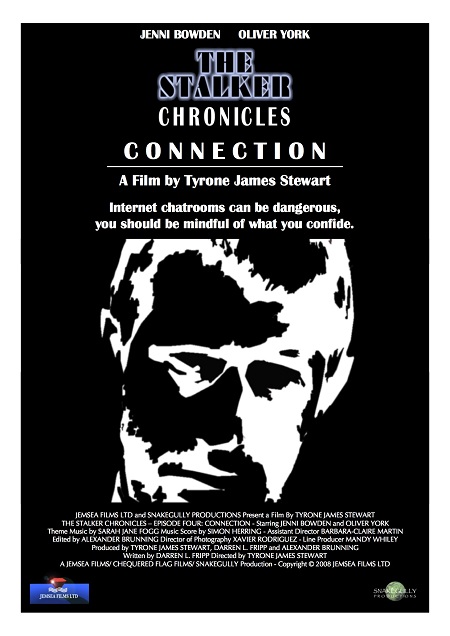 JENNI BOWDEN OLIVER YORK
THE
STALKER
CHRONICLES
CONNECTION
A Film by Tyrone James Stewart
Internet chatrooms can be dangerous,
you should be mindful of what you confide.
JEMSEA FILMS LTD and SNAKEGULLY PRODUCTIONS Present a Film By TYRONE JAMES STEWART
THE STALKER CHRONICLES – EPISODE FOUR: CONNECTION - Starring JENNI BOWDEN and OLIVER YORK
Theme Music by SARAH JANE FOGG Music Score by SIMON HERRING - Assistant Director BARBARA-CLAIRE MARTIN
Edited by ALEXANDER BRUNNING Director of Photography XAVIER RODRIGUEZ - Line Producer MANDY WHILEY
Produced by TYRONE JAMES STEWART, DARREN L. FRIPP and ALEXANDER BRUNNING
Written by DARREN L. FRIPP Directed by TYRONE JAMES STEWART
A JEMSEA FILMS/ CHEQUERED FLAG FILMS/ SNAKEGULLY Production - Copyright © 2008 JEMSEA FILMS LTD
JEMSEA FILMS LTD
SNAKEGULLY
PRODUCTIONS